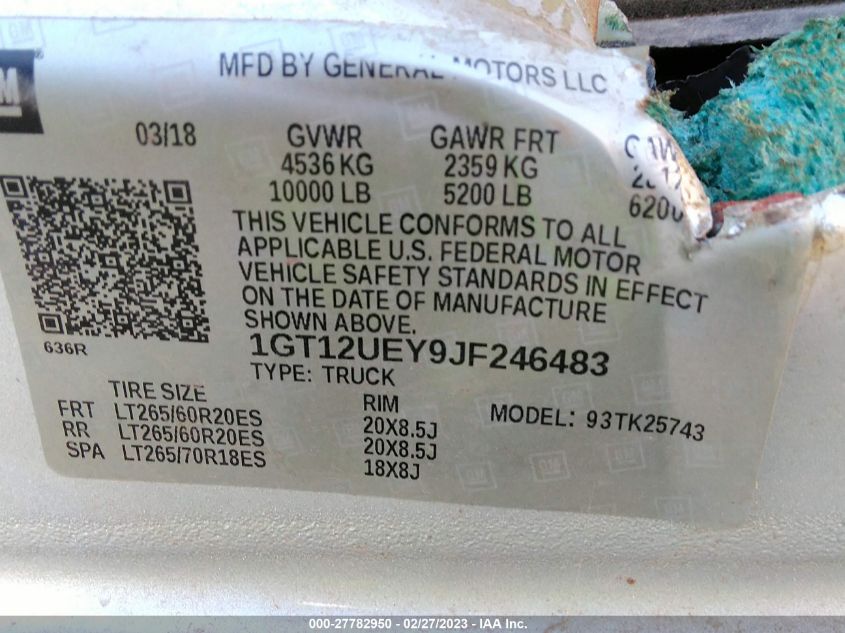 MFD BY GENERAL MOTORS LLC
GM
03/18 GVWR GAWR FRT
4536 KG 2359 KG
10000 LB 5200 LB 6200
THIS VEHICLE CONFORMS TO ALL
APPLICABLE U.S. FEDERAL MOTOR
VEHICLE SAFETY STANDARDS IN EFFECT
ON THE DATE OF MANUFACTURE
SHOWN ABOVE.
636R
1GT12UEY9JF246483
TYPE: TRUCK
TIRE SIZE RIM MODEL: 93TK25743
FRT LT265/60R20ES 20X8.5J
RR LT265/60R20ES 20X8.5J
SPA LT265/70R18ES 18X8J
000-27782950 - 02/27/2023 - IAA Inc.